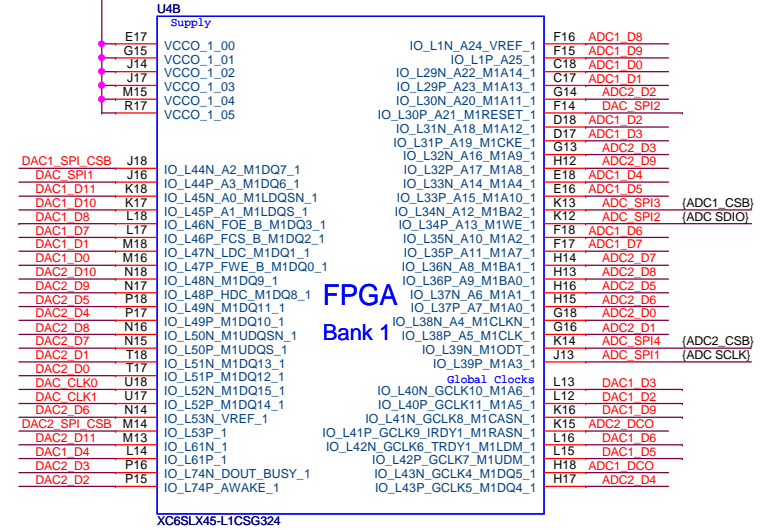 U4B
Supply
E17 VCCO_1_00
G15 VCCO_1_01
J14 VCCO_1_02
J17 VCCO_1_03
M15 VCCO_1_04
R17 VCCO_1_05
DAC1_SPI_CSB J18 IO_L44N_A2_M1DQ7_1
DAC_SPI1 J16 IO_L44P_A3_M1DQ6_1
DAC1_D11 K18 IO_L45N_A0_M1LDQSN_1
DAC1_D10 K17 IO_L45P_A1_M1LDQS_1
DAC1_D8 L18 IO_L46N_FOE_B_M1DQ3_1
DAC1_D7 L17 IO_L46P_FCS_B_M1DQ2_1
DAC1_D1 M18 IO_L47N_LDC_M1DQ1_1
DAC1_D0 M16 IO_L47P_FWE_B_M1DQ0_1
DAC2_D10 N18 IO_L48N_M1DQ9_1
DAC2_D9 N17 IO_L48P_HDC_M1DQ8_1
DAC2_D5 P18 IO_L49N_M1DQ11_1
DAC2_D4 P17 IO_L49P_M1DQ10_1
DAC2_D8 N16 IO_L50N_M1UDQSN_1
DAC2_D7 N15 IO_L50P_M1UDQS_1
DAC2_D1 T18 IO_L51N_M1DQ13_1
DAC2_D0 T17 IO_L51P_M1DQ12_1
DAC_CLK0 U18 IO_L52N_M1DQ15_1
DAC_CLK1 U17 IO_L52P_M1DQ14_1
DAC2_D6 N14 IO_L53N_VREF_1
DAC2_SPI_CSB M14 IO_L53P_1
DAC2_D11 M13 IO_L61N_1
DAC1_D4 L14 IO_L61P_1
DAC2_D3 P16 IO_L74N_DOUT_BUSY_1
DAC2_D2 P15 IO_L74P_AWAKE_1
FPGA
Bank 1
IO_L1N_A24_VREF_1 F16 ADC1_D8
IO_L1P_A25_1 F15 ADC1_D9
IO_L29N_A22_M1A14_1 C18 ADC1_D0
IO_L29P_A23_M1A13_1 C17 ADC1_D1
IO_L30N_A20_M1A11_1 G14 ADC2_D2
IO_L30P_A21_M1RESET_1 F14 DAC_SPI2
IO_L31N_A18_M1A12_1 D18 ADC1_D2
IO_L31P_A19_M1CKE_1 D17 ADC1_D3
IO_L32N_A16_M1A9_1 G13 ADC2_D3
IO_L32P_A17_M1A8_1 H12 ADC2_D9
IO_L33N_A14_M1A4_1 E18 ADC1_D4
IO_L33P_A15_M1A10_1 E16 ADC1_D5
IO_L34N_A12_M1BA2_1 K13 ADC_SPI3 {ADC1_CSB}
IO_L34P_A13_M1WE_1 K12 ADC_SPI2 {ADC SDIO}
IO_L35N_A10_M1A2_1 F18 ADC1_D6
IO_L35P_A11_M1A7_1 F17 ADC1_D7
IO_L36N_A8_M1BA1_1 H14 ADC2_D7
IO_L36P_A9_M1BA0_1 H13 ADC2_D8
IO_L37N_A6_M1A1_1 H16 ADC2_D5
IO_L37P_A7_M1A0_1 H15 ADC2_D6
IO_L38N_A4_M1CLKN_1 G18 ADC2_D0
IO_L38P_A5_M1CLK_1 G16 ADC2_D1
IO_L39N_M1ODT_1 K14 ADC_SPI4 {ADC2_CSB}
IO_L39P_M1A3_1 J13 ADC_SPI1 {ADC SCLK}
Global Clocks
IO_L40N_GCLK10_M1A6_1 L13 DAC1_D3
IO_L40P_GCLK11_M1A5_1 L12 DAC1_D2
IO_L41N_GCLK8_M1CASN_1 K16 DAC1_D9
IO_L41P_GCLK9_IRDY1_M1RASN_1 K15 ADC2_DCO
IO_L42N_GCLK6_TRDY1_M1LDM_1 L16 DAC1_D6
IO_L42P_GCLK7_M1UDM_1 L15 DAC1_D5
IO_L43N_GCLK4_M1DQ5_1 H18 ADC1_DCO
IO_L43P_GCLK5_M1DQ4_1 H17 ADC2_D4
XC6SLX45-L1CSG324